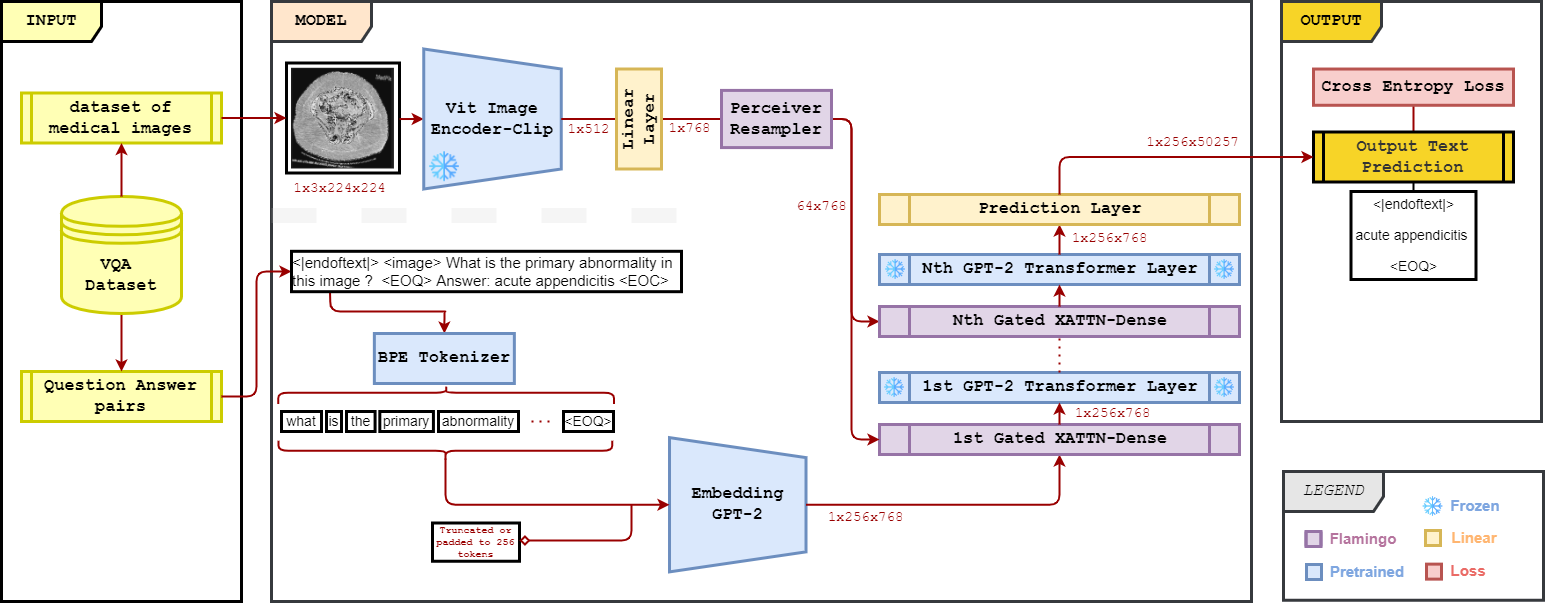 INPUT
dataset of
medical images
VQA
Dataset
Question Answer
pairs
MODEL
1x3x224x224
Vit Image
Encoder-Clip
1x512
Linear
Layer
1x768
Perceiver
Resampler
64x768
<|endoftext|> <image> What is the primary abnormality in
this image ? <EOQ> Answer: acute appendicitis <EOC>
BPE Tokenizer
what is the primary abnormality ... <EOQ>
Truncated or
padded to 256
tokens
Embedding
GPT-2
1x256x768
1x256x50257
Prediction Layer
1x256x768
Nth GPT-2 Transformer Layer
Nth Gated XATTN-Dense
1st GPT-2 Transformer Layer
1x256x768
1st Gated XATTN-Dense
OUTPUT
Cross Entropy Loss
Output Text
Prediction
<|endoftext|>
acute appendicitis
<EOQ>
LEGEND
Frozen
Flamingo
Linear
Pretrained
Loss